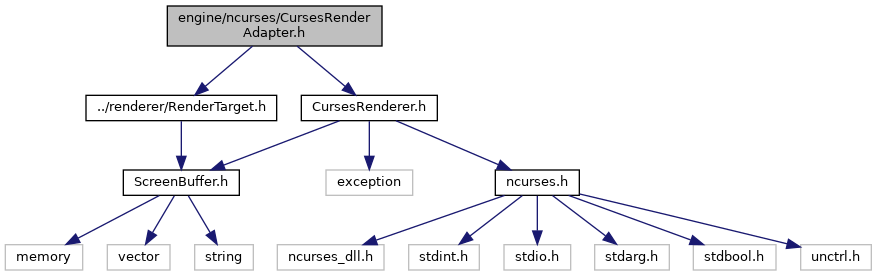 engine/ncurses/CursesRender
Adapter.h
../renderer/RenderTarget.h
CursesRenderer.h
ScreenBuffer.h
exception
ncurses.h
memory
vector
string
ncurses_dll.h
stdint.h
stdio.h
stdarg.h
stdbool.h
unctrl.h